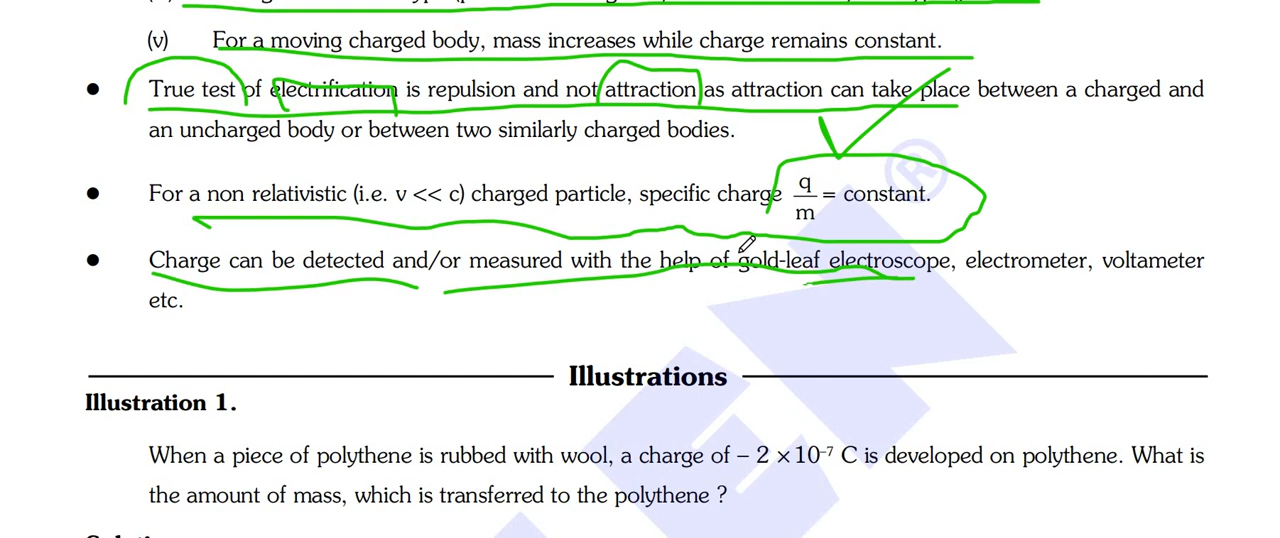 (v) For a moving charged body, mass increases while charge remains constant.
● True test of electrification is repulsion and not attraction as attraction can take place between a charged and
an uncharged body or between two similarly charged bodies.
● For a non relativistic (i.e. v << c) charged particle, specific charge q/m = constant.
● Charge can be detected and/or measured with the help of gold-leaf electroscope, electrometer, voltameter
etc.
Illustrations
Illustration 1.
When a piece of polythene is rubbed with wool, a charge of – 2 × 10⁻⁷ C is developed on polythene. What is
the amount of mass, which is transferred to the polythene ?